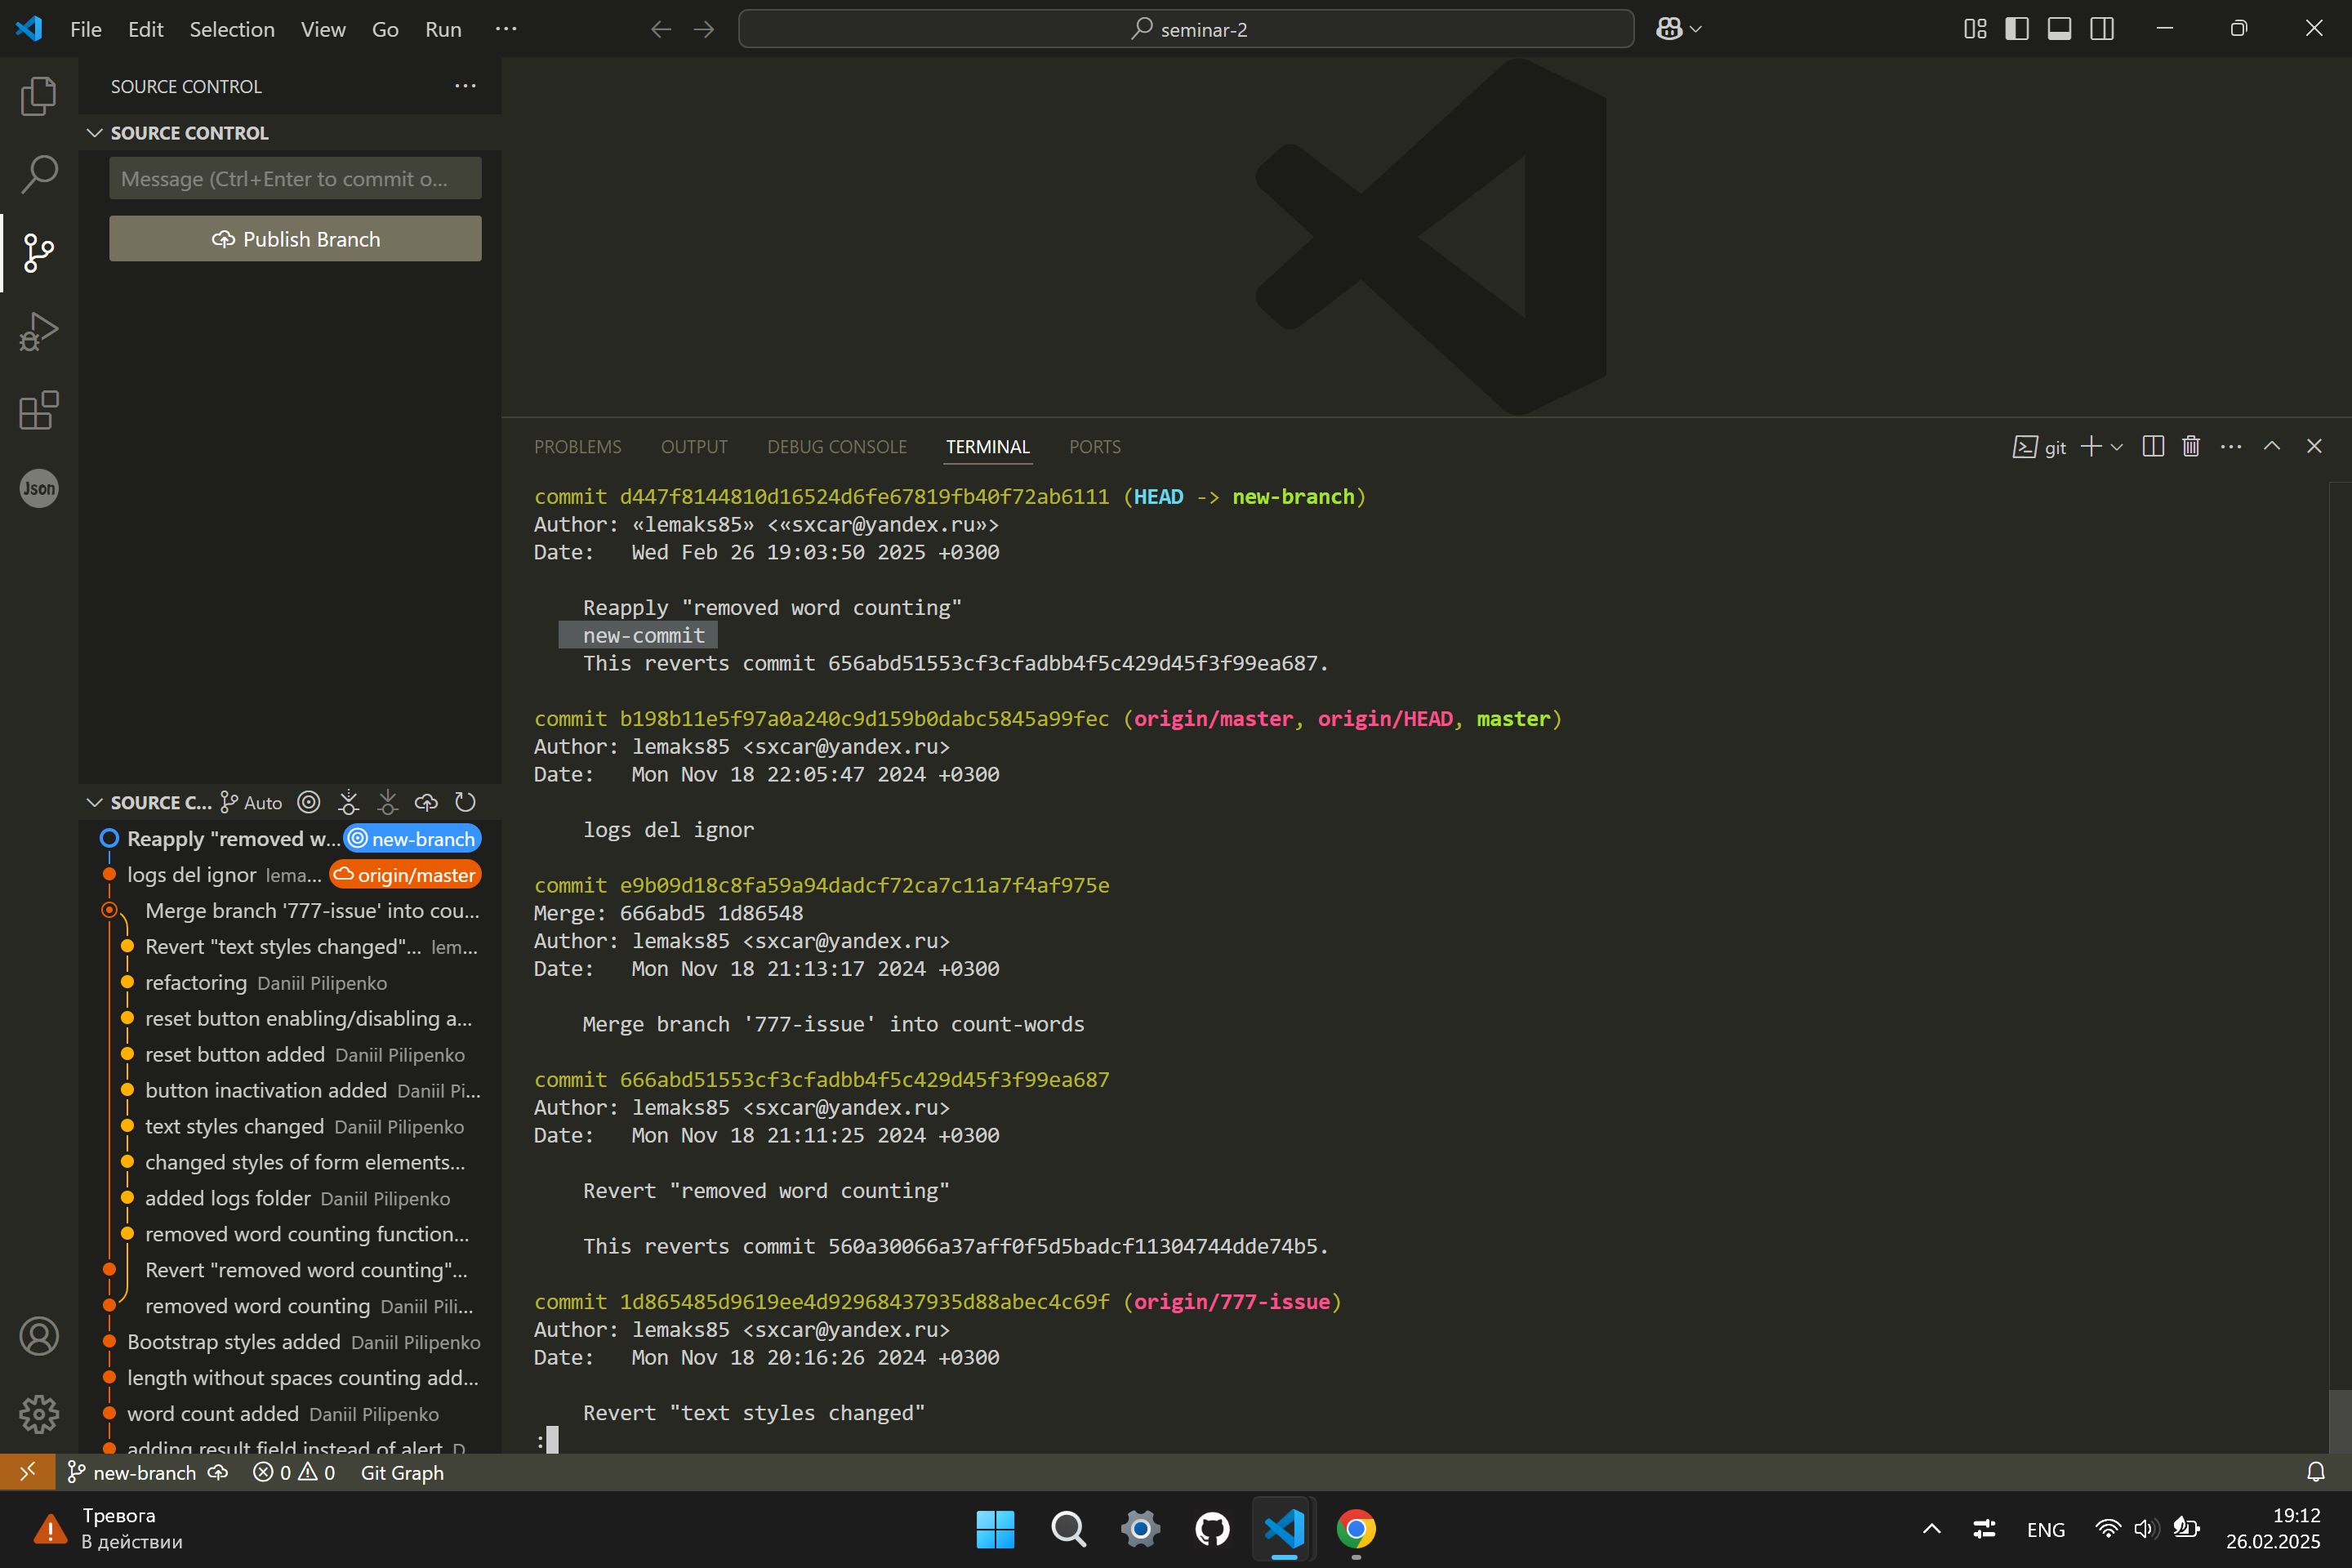 File Edit Selection View Go Run ···
seminar-2
SOURCE CONTROL ···
SOURCE CONTROL
Message (Ctrl+Enter to commit o...
Publish Branch
Json
PROBLEMS OUTPUT DEBUG CONSOLE TERMINAL PORTS
git
commit d447f8144810d16524d6fe67819fb40f72ab6111 (HEAD -> new-branch)
Author: «lemaks85» <«sxcar@yandex.ru»>
Date:   Wed Feb 26 19:03:50 2025 +0300
Reapply "removed word counting"
new-commit
This reverts commit 656abd51553cf3cfadbb4f5c429d45f3f99ea687.
commit b198b11e5f97a0a240c9d159b0dabc5845a99fec (origin/master, origin/HEAD, master)
Author: lemaks85 <sxcar@yandex.ru>
Date:   Mon Nov 18 22:05:47 2024 +0300
logs del ignor
commit e9b09d18c8fa59a94dadcf72ca7c11a7f4af975e
Merge: 666abd5 1d86548
Author: lemaks85 <sxcar@yandex.ru>
Date:   Mon Nov 18 21:13:17 2024 +0300
Merge branch '777-issue' into count-words
commit 666abd51553cf3cfadbb4f5c429d45f3f99ea687
Author: lemaks85 <sxcar@yandex.ru>
Date:   Mon Nov 18 21:11:25 2024 +0300
Revert "removed word counting"
This reverts commit 560a30066a37aff0f5d5badcf11304744dde74b5.
commit 1d865485d9619ee4d92968437935d88abec4c69f (origin/777-issue)
Author: lemaks85 <sxcar@yandex.ru>
Date:   Mon Nov 18 20:16:26 2024 +0300
Revert "text styles changed"
:
SOURCE C... Auto
Reapply "removed w... new-branch
logs del ignor lema... origin/master
Merge branch '777-issue' into cou...
Revert "text styles changed"... lem...
refactoring Daniil Pilipenko
reset button enabling/disabling a...
reset button added Daniil Pilipenko
button inactivation added Daniil Pi...
text styles changed Daniil Pilipenko
changed styles of form elements...
added logs folder Daniil Pilipenko
removed word counting function...
Revert "removed word counting"...
removed word counting Daniil Pili...
Bootstrap styles added Daniil Pilipenko
length without spaces counting add...
word count added Daniil Pilipenko
adding result field instead of alert D
new-branch 0 0 Git Graph
Тревога
В действии
ENG
19:12
26.02.2025